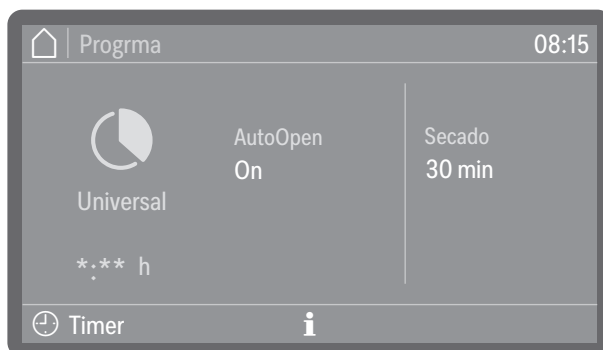 Progrma 08:15
AutoOpen
On
Secado
30 min
Universal
*:** h
Timer i